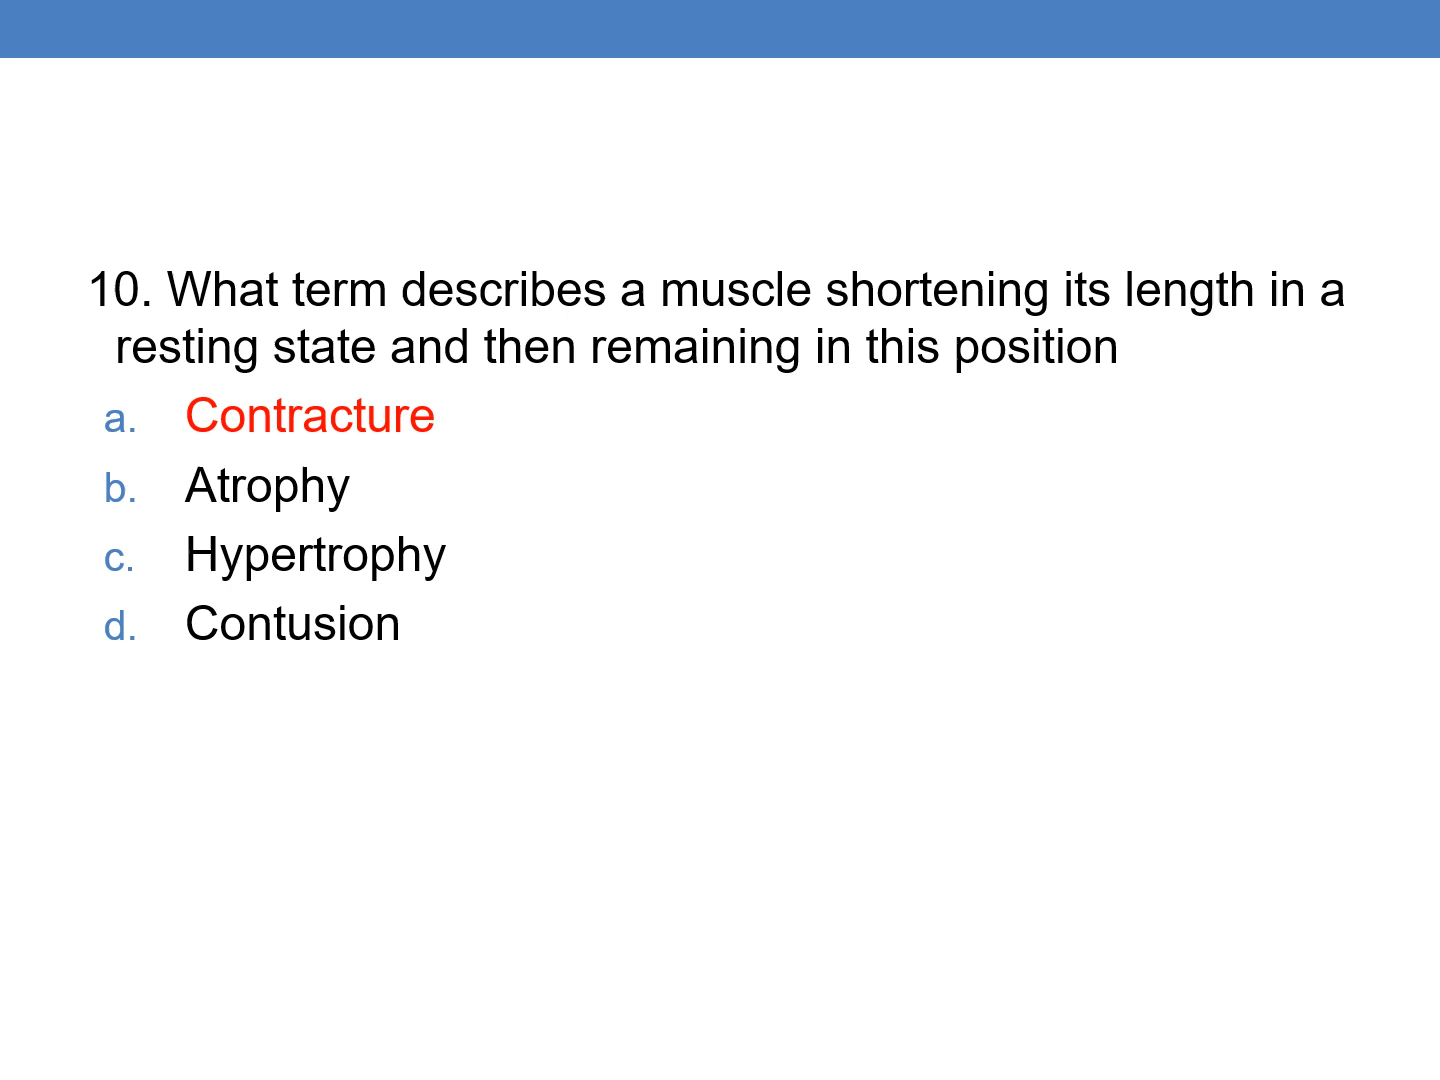 10. What term describes a muscle shortening its length in a
resting state and then remaining in this position
a. Contracture
b. Atrophy
c. Hypertrophy
d. Contusion